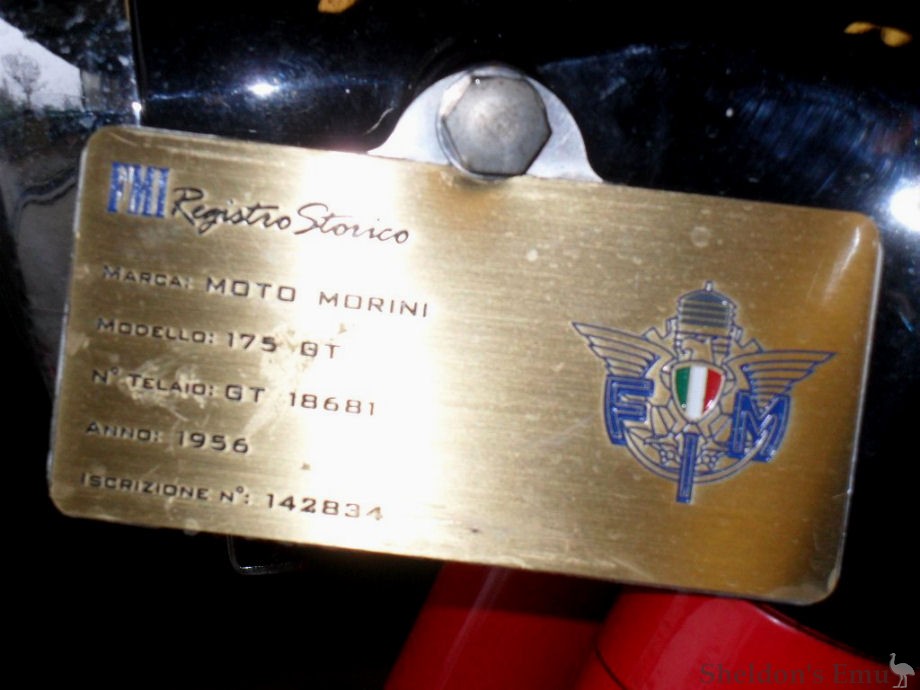 FMI Registro Storico
MARCA: MOTO MORINI
MODELLO: 175 GT
N° TELAIO: GT 18681
ANNO: 1956
ISCRIZIONE N°: 142834
F I M
Sheldon's Emu